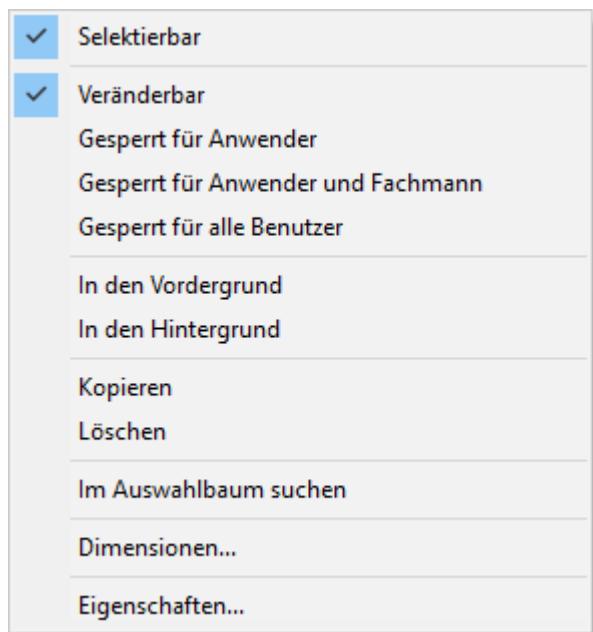 Selektierbar
Veränderbar
Gesperrt für Anwender
Gesperrt für Anwender und Fachmann
Gesperrt für alle Benutzer
In den Vordergrund
In den Hintergrund
Kopieren
Löschen
Im Auswahlbaum suchen
Dimensionen...
Eigenschaften...